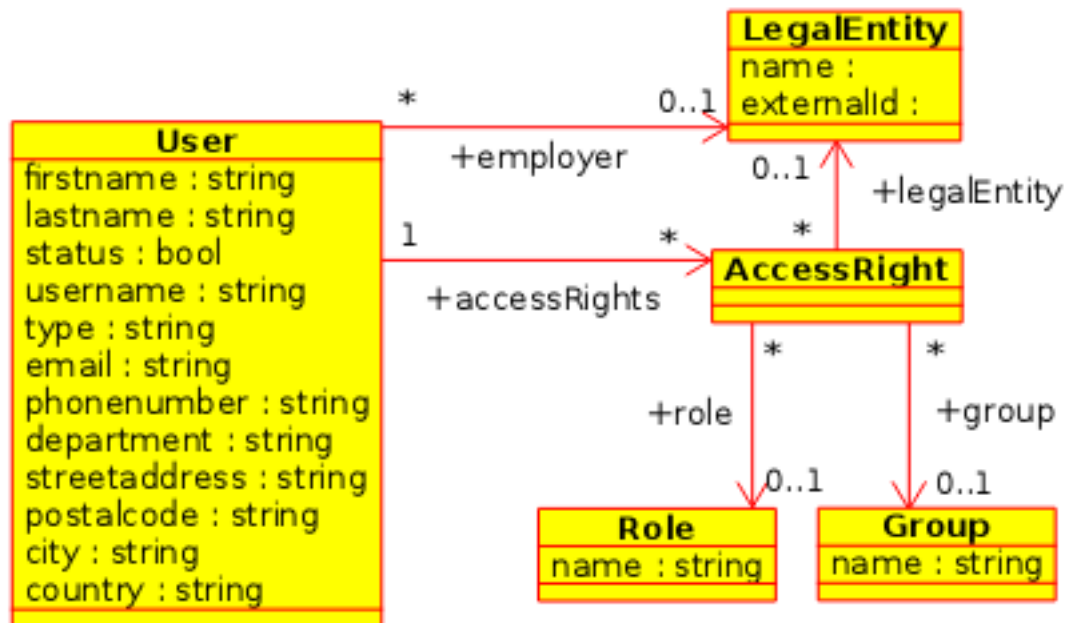 LegalEntity
name :
externalId :
* 0..1
+employer
User
firstname : string
lastname : string
status : bool
username : string
type : string
email : string
phonenumber : string
department : string
streetaddress : string
postalcode : string
city : string
country : string
0..1
+legalEntity
*
1 *
+accessRights
AccessRight
* *
+role +group
0..1 0..1
Role
name : string
Group
name : string